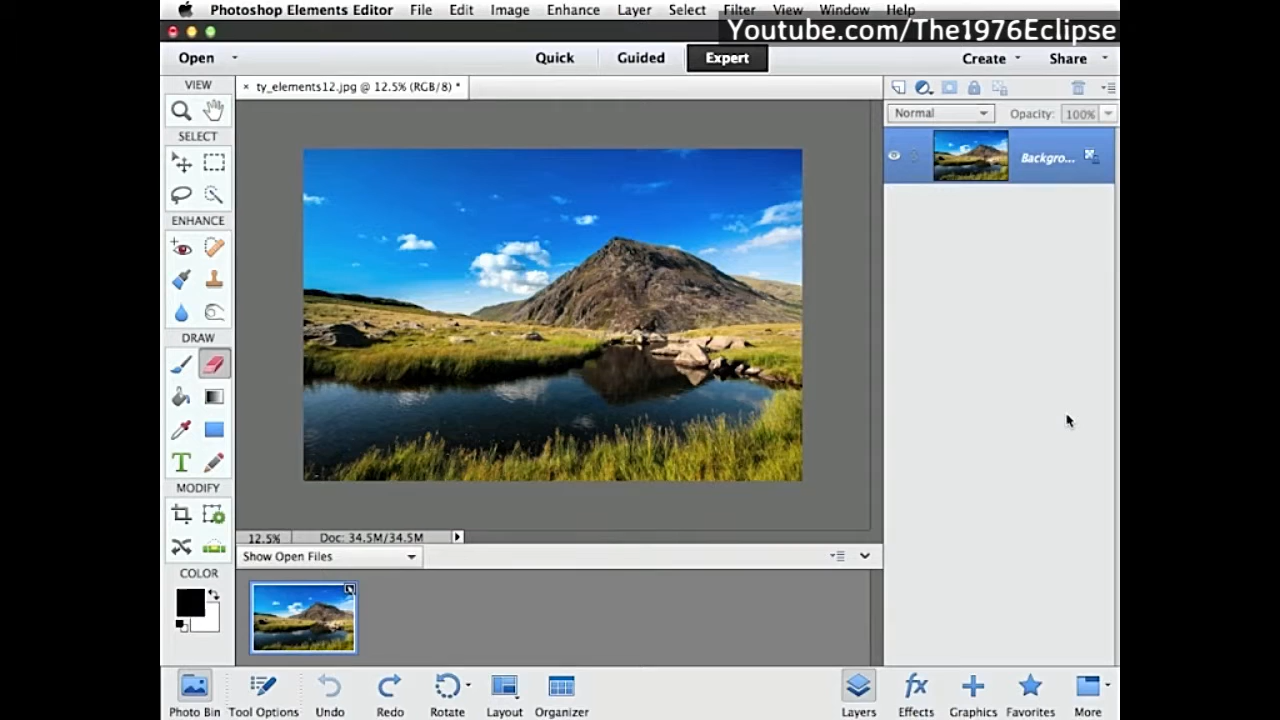 Photoshop Elements Editor File Edit Image Enhance Layer Select Filter View Window Help
Youtube.com/The1976Eclipse
Open Quick Guided Expert Create Share
VIEW
× ty_elements12.jpg @ 12.5% (RGB/8) *
Normal Opacity: 100%
SELECT
Backgro...
ENHANCE
DRAW
T
MODIFY
12.5% Doc: 34.5M/34.5M
Show Open Files
COLOR
fx
Photo Bin Tool Options Undo Redo Rotate Layout Organizer Layers Effects Graphics Favorites More